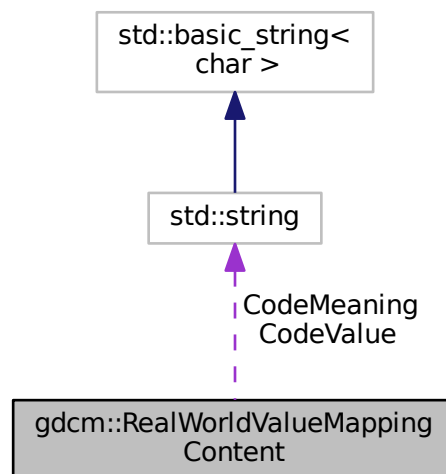 std::basic_string<
char >
std::string
CodeMeaning
CodeValue
gdcm::RealWorldValueMapping
Content